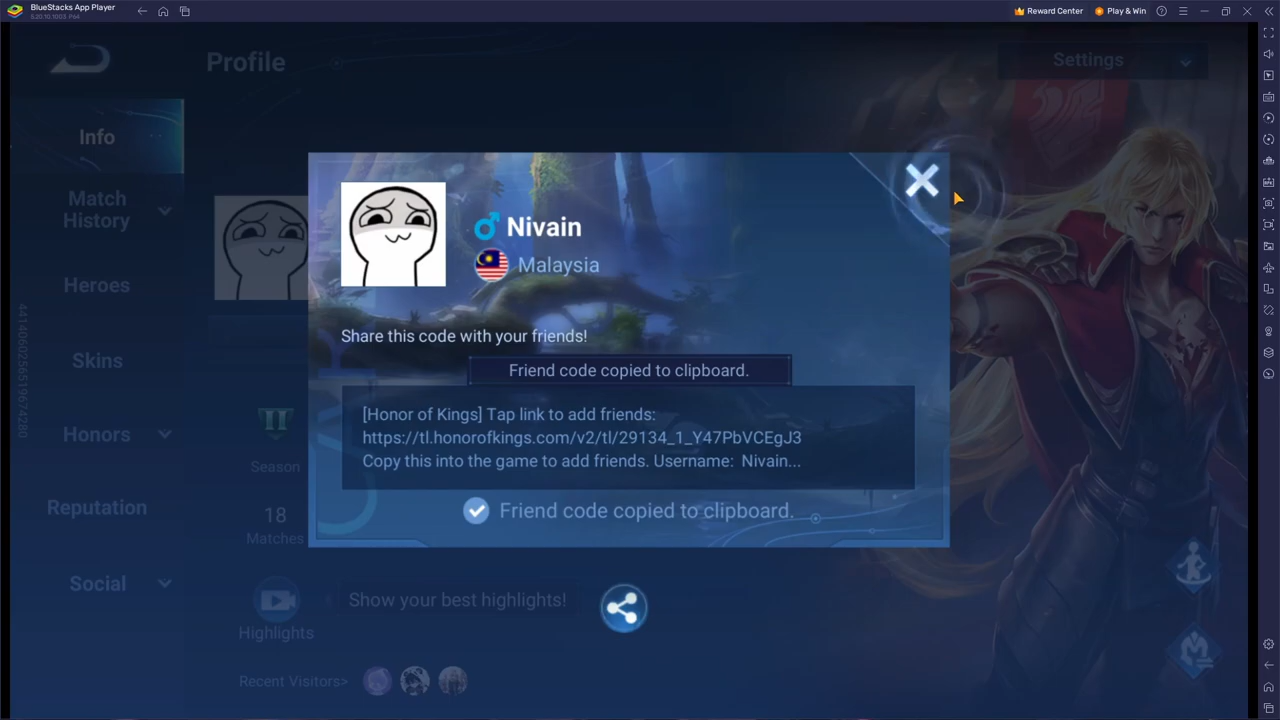 BlueStacks App Player
5.20.10.1003 P64
Reward Center
Play & Win
Profile
Settings
Info
Match
History
Heroes
Skins
Honors
Reputation
Social
Nivain
Malaysia
Share this code with your friends!
Friend code copied to clipboard.
[Honor of Kings] Tap link to add friends:
https://tl.honorofkings.com/v2/tl/29134_1_Y47PbVCEgJ3
Copy this into the game to add friends. Username:  Nivain...
Friend code copied to clipboard.
Season
18
Matches
Show your best highlights!
Highlights
Recent Visitors>